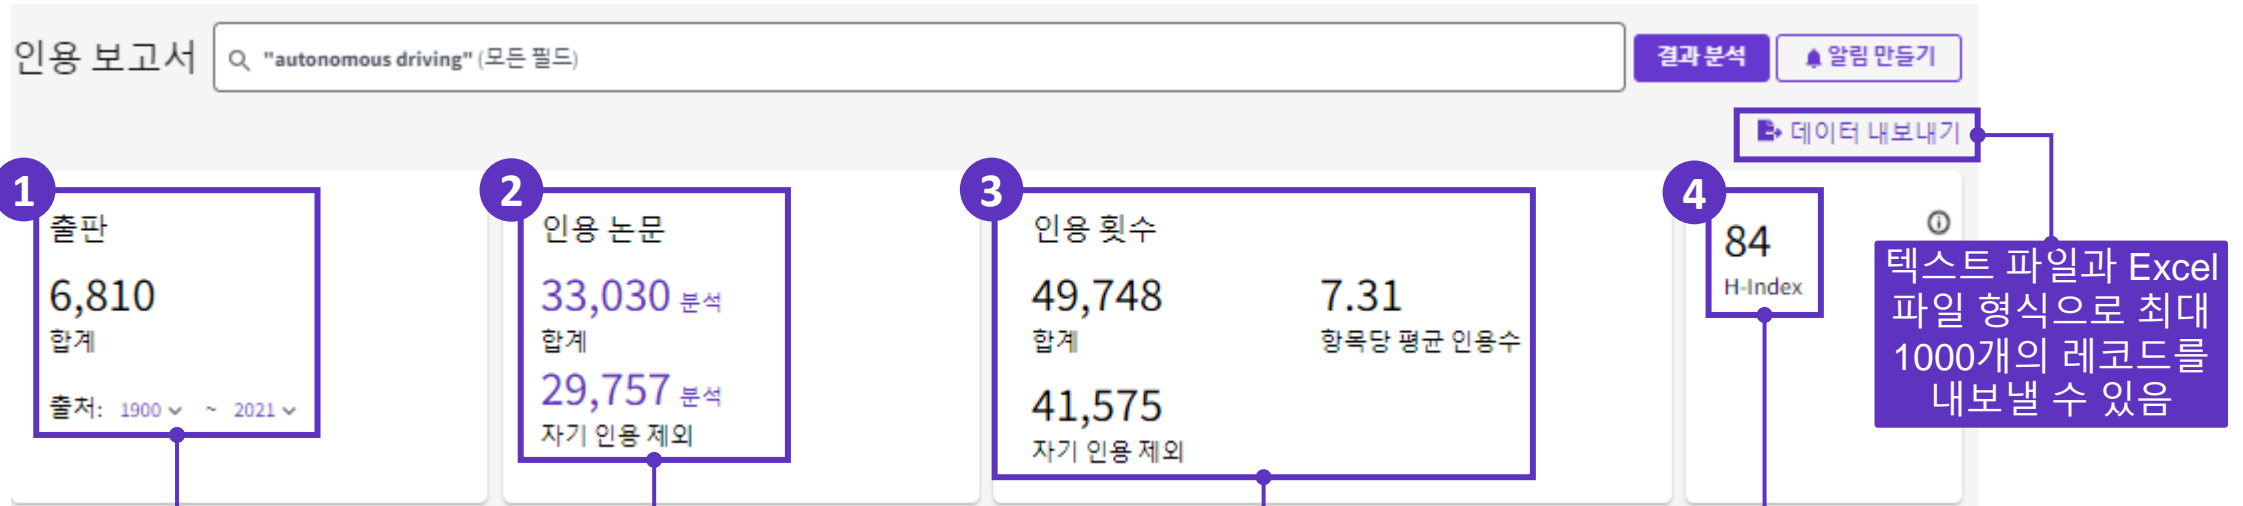 인용 보고서
"autonomous driving" (모든 필드)
결과 분석
알림 만들기
데이터 내보내기
1
출판
6,810
합계
출처: 1900 ~ 2021
2
인용 논문
33,030 분석
합계
29,757 분석
자기 인용 제외
3
인용 횟수
49,748
합계
7.31
항목당 평균 인용수
41,575
자기 인용 제외
4
84
H-Index
텍스트 파일과 Excel
파일 형식으로 최대
1000개의 레코드를
내보낼 수 있음